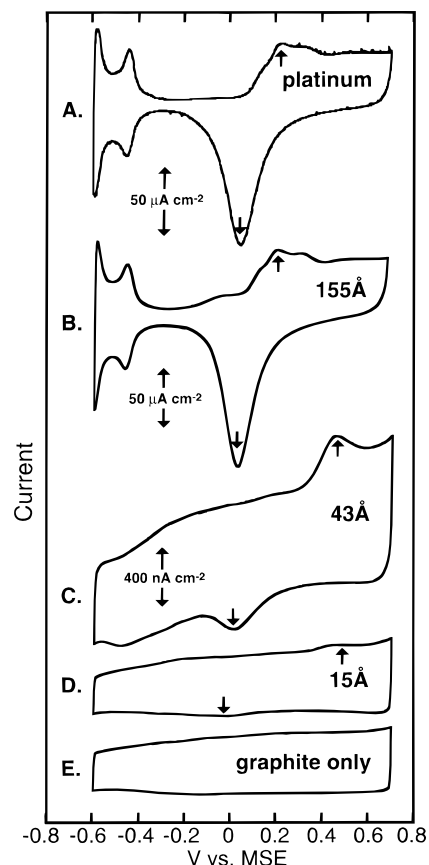 platinum
A.
50 μA cm-2
155Å
B.
50 μA cm-2
Current
43Å
400 nA cm-2
C.
D.
15Å
E.
graphite only
-0.8 -0.6 -0.4 -0.2 0 0.2 0.4 0.6 0.8
V vs. MSE